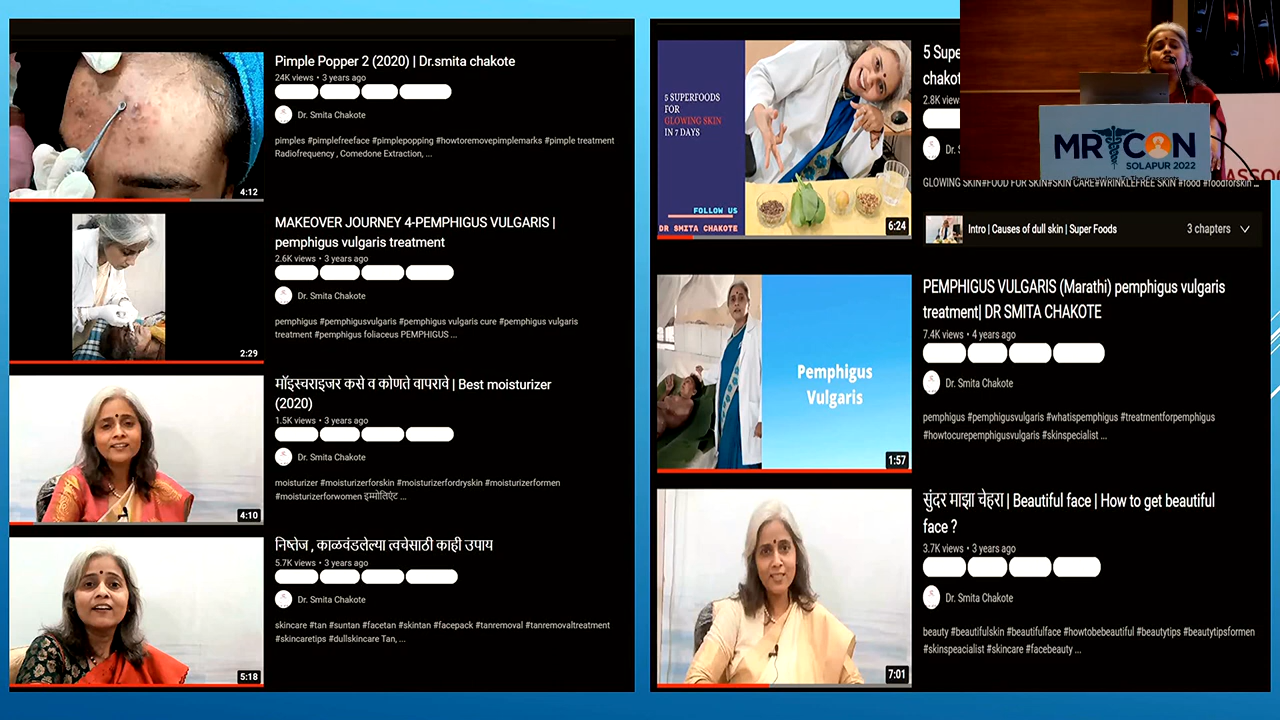 Pimple Popper 2 (2020) | Dr.smita chakote
24K views • 3 years ago
Dr. Smita Chakote
pimples #pimplefreeface #pimplepopping #howtoremovepimplemarks #pimple treatment
Radiofrequency , Comedone Extraction, ...
4:12
MAKEOVER JOURNEY 4-PEMPHIGUS VULGARIS |
pemphigus vulgaris treatment
2.6K views • 3 years ago
Dr. Smita Chakote
pemphigus #pemphigusvulgaris #pemphigus vulgaris cure #pemphigus vulgaris
treatment #pemphigus foliaceus PEMPHIGUS ...
2:29
मॉइस्चराइजर कसे व कोणते वापरावे | Best moisturizer
(2020)
1.5K views • 3 years ago
Dr. Smita Chakote
moisturizer #moisturizerforskin #moisturizerfordryskin #moisturizerformen
#moisturizerforwomen इम्मोलिएंट ...
4:10
निष्तेज , काळवंडलेल्या त्वचेसाठी काही उपाय
5.7K views • 3 years ago
Dr. Smita Chakote
skincare #tan #suntan #facetan #skintan #facepack #tanremoval #tanremovaltreatment
#skincaretips #dullskincare Tan, ...
5:18
5 SUPERFOODS
FOR
GLOWING SKIN
IN 7 DAYS
FOLLOW US
DR SMITA CHAKOTE
6:24
5 Supe
chakot
2.8K view
Dr. S
GLOWING SKIN#FOOD FOR SKIN#SKIN CARE#WRINKLEFREE SKIN #food #foodforskin ...
Intro | Causes of dull skin | Super Foods
3 chapters
MRTCON
SOLAPUR 2022
ASSOC
Pemphigus
Vulgaris
1:57
PEMPHIGUS VULGARIS (Marathi) pemphigus vulgaris
treatment| DR SMITA CHAKOTE
7.4K views • 4 years ago
Dr. Smita Chakote
pemphigus #pemphigusvulgaris #whatispemphigus #treatmentforpemphigus
#howtocurepemphigusvulgaris #skinspecialist ...
सुंदर माझा चेहरा | Beautiful face | How to get beautiful
face ?
3.7K views • 3 years ago
Dr. Smita Chakote
beauty #beautifulskin #beautifulface #howtobebeautiful #beautytips #beautytipsformen
#skinspeacialist #skincare #facebeauty ...
7:01